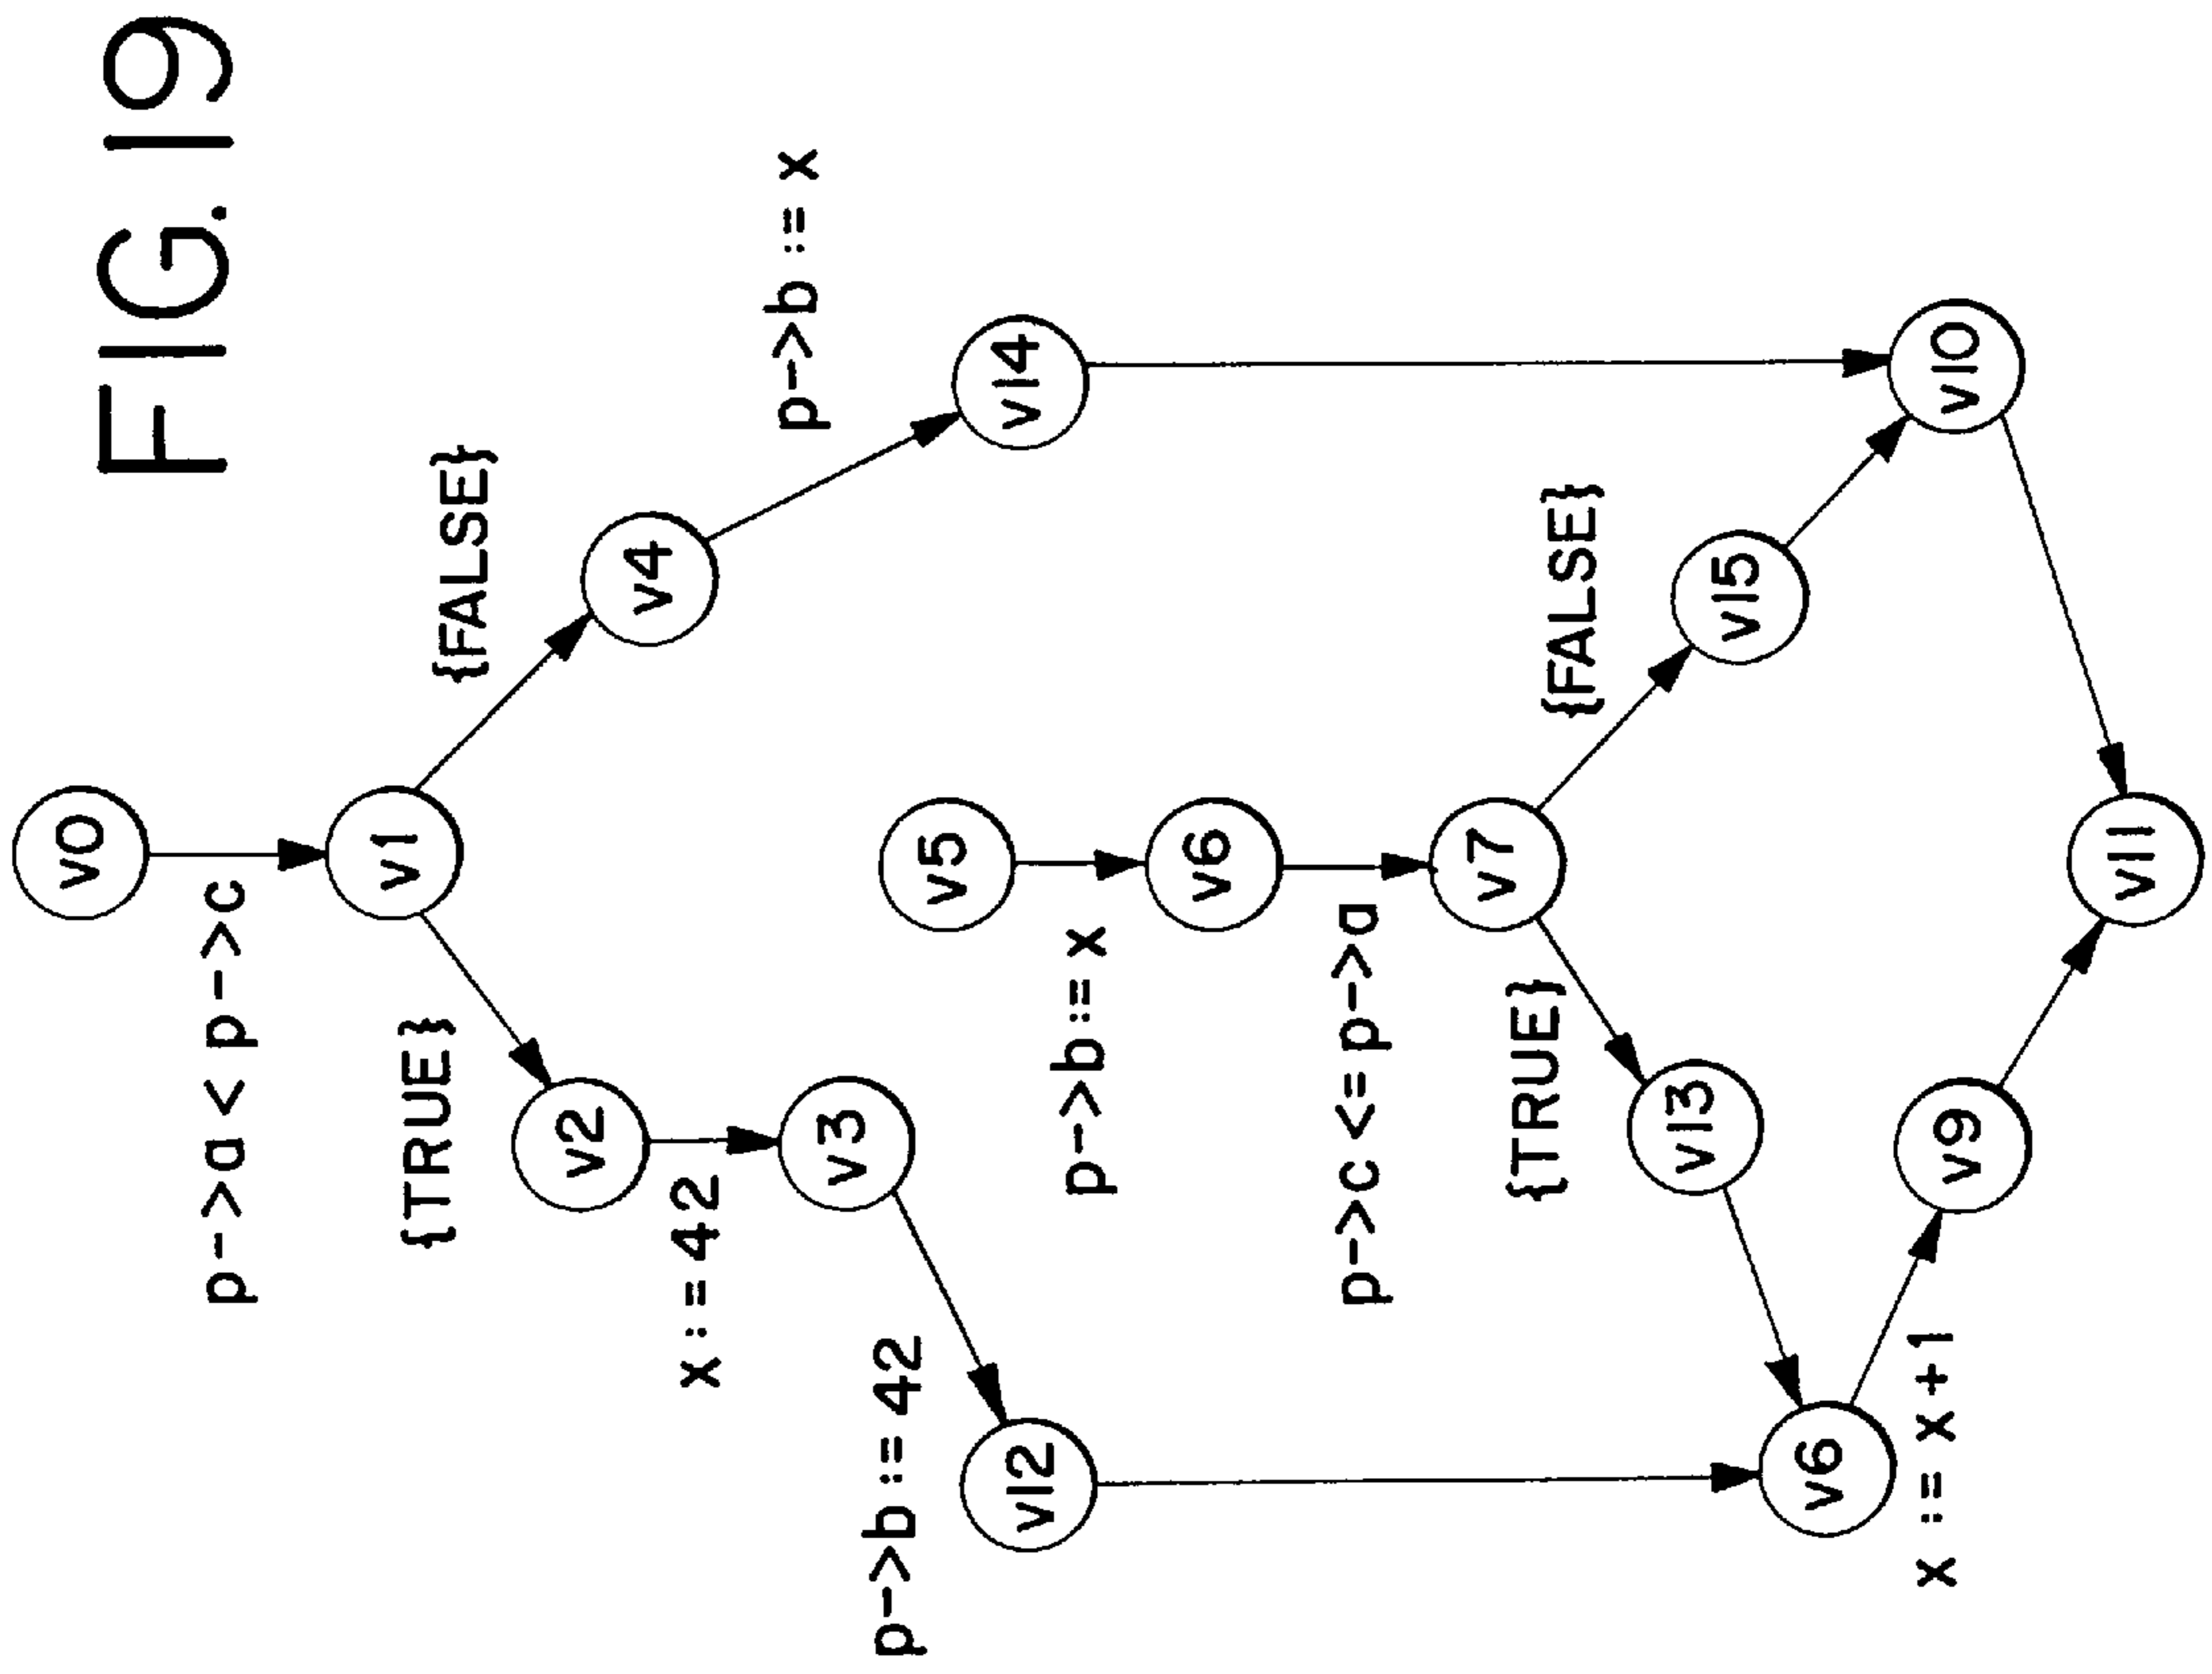 FIG. 19
v0
p->a < p->c
v1
{TRUE}
{FALSE}
v2
v4
x := 42
v3
p->b := x
p->b := 42
v12
v5
v14
p->b := x
v6
p->c <= p->a
v7
{TRUE}
{FALSE}
v13
v15
v6
x := x+1
v9
v10
v11